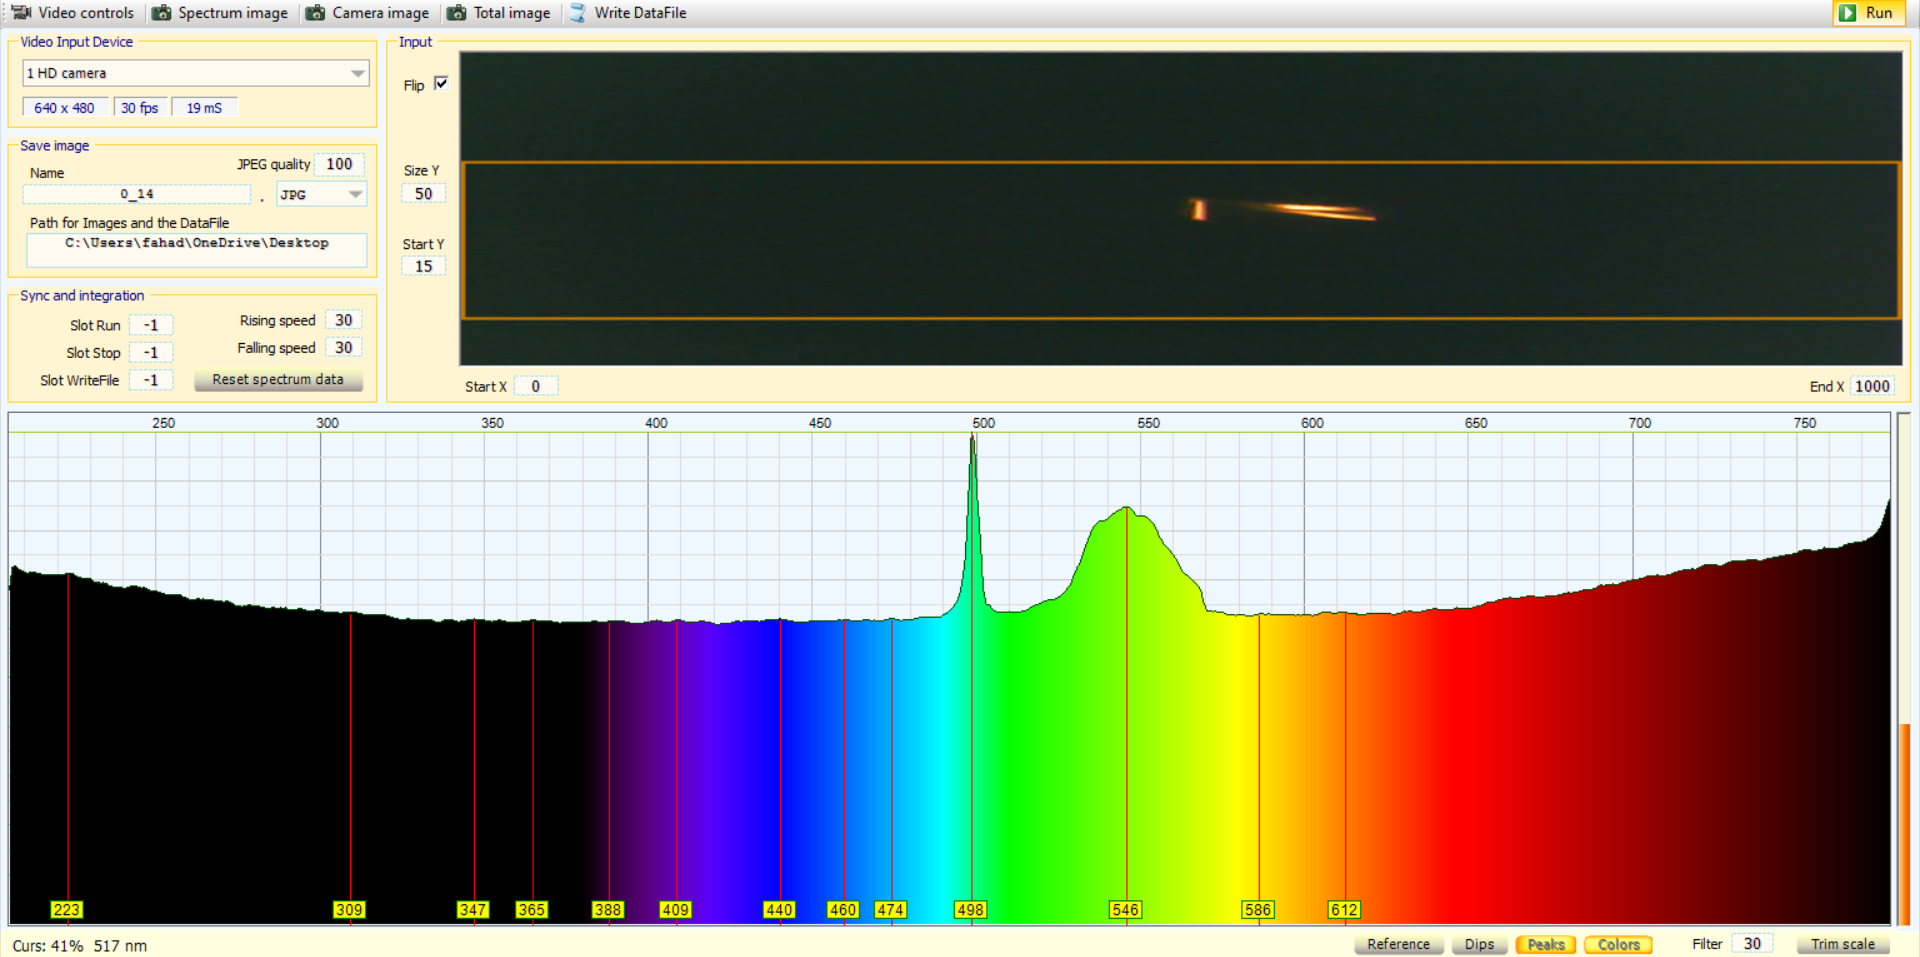 Video controls Spectrum image Camera image Total image Write DataFile Run
Video Input Device
1 HD camera
640 x 480 30 fps 19 mS
Save image
JPEG quality 100
Name
0_14 . JPG
Path for Images and the DataFile
C:\Users\fahad\OneDrive\Desktop
Sync and integration
Slot Run -1 Rising speed 30
Slot Stop -1 Falling speed 30
Slot WriteFile -1 Reset spectrum data
Input
Flip
Size Y
50
Start Y
15
Start X 0 End X 1000
250 300 350 400 450 500 550 600 650 700 750
223 309 347 365 388 409 440 460 474 498 546 586 612
Curs: 41% 517 nm Reference Dips Peaks Colors Filter 30 Trim scale